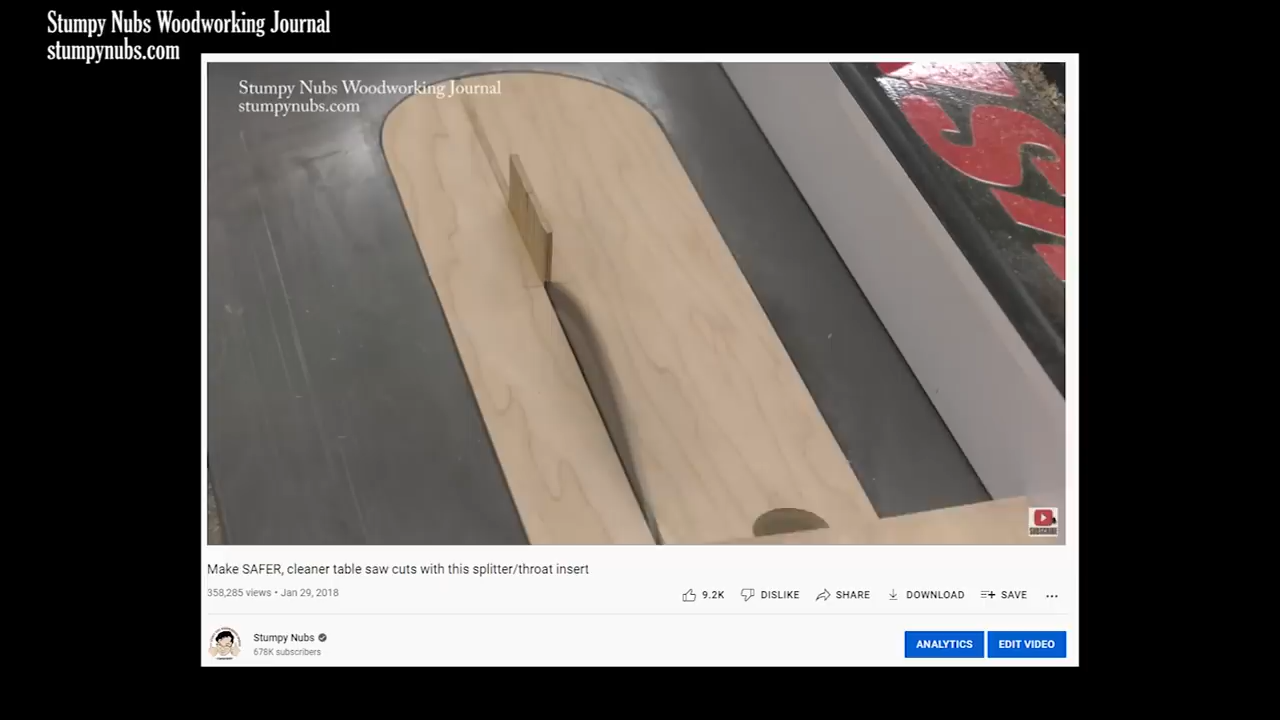 Stumpy Nubs Woodworking Journal
stumpynubs.com
Stumpy Nubs Woodworking Journal
stumpynubs.com
SUBSCRIBE
Make SAFER, cleaner table saw cuts with this splitter/throat insert
358,285 views • Jan 29, 2018
9.2K DISLIKE SHARE DOWNLOAD SAVE ...
Stumpy Nubs
678K subscribers
ANALYTICS EDIT VIDEO